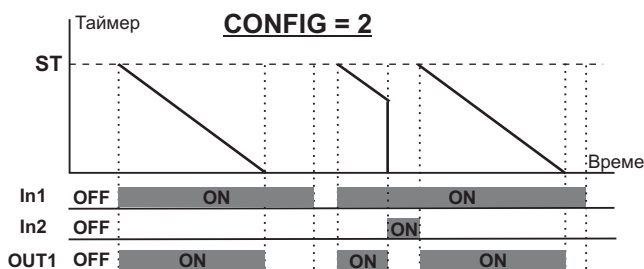 Таймер
CONFIG = 2
ST
Време
In1 OFF ON ON
In2 OFF ON
OUT1 OFF ON ON ON